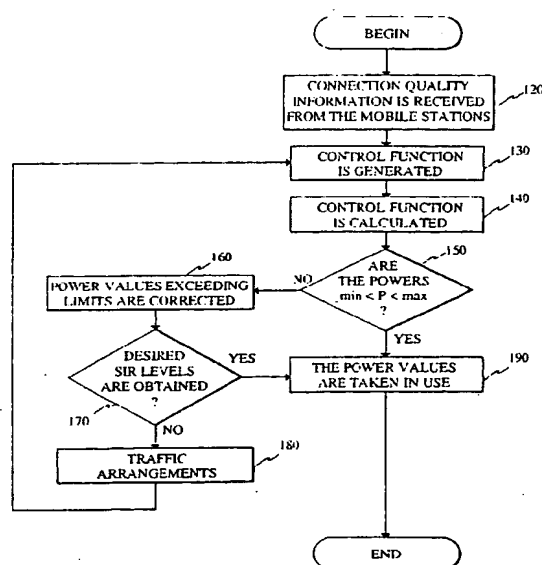 BEGIN
CONNECTION QUALITY
INFORMATION IS RECEIVED
FROM THE MOBILE STATIONS
120
CONTROL FUNCTION
IS GENERATED
130
CONTROL FUNCTION
IS CALCULATED
140
150
ARE
THE POWERS
min < P < max
?
NO
160
POWER VALUES EXCEEDING
LIMITS ARE CORRECTED
YES
DESIRED
SIR LEVELS
ARE OBTAINED
?
YES
170
NO
THE POWER VALUES
ARE TAKEN IN USE
190
TRAFFIC
ARRANGEMENTS
180
END